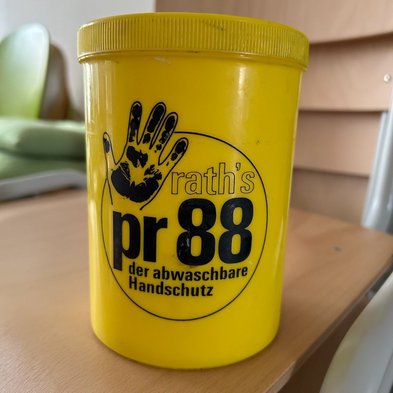 rath's
pr 88
der abwaschbare
Handschutz